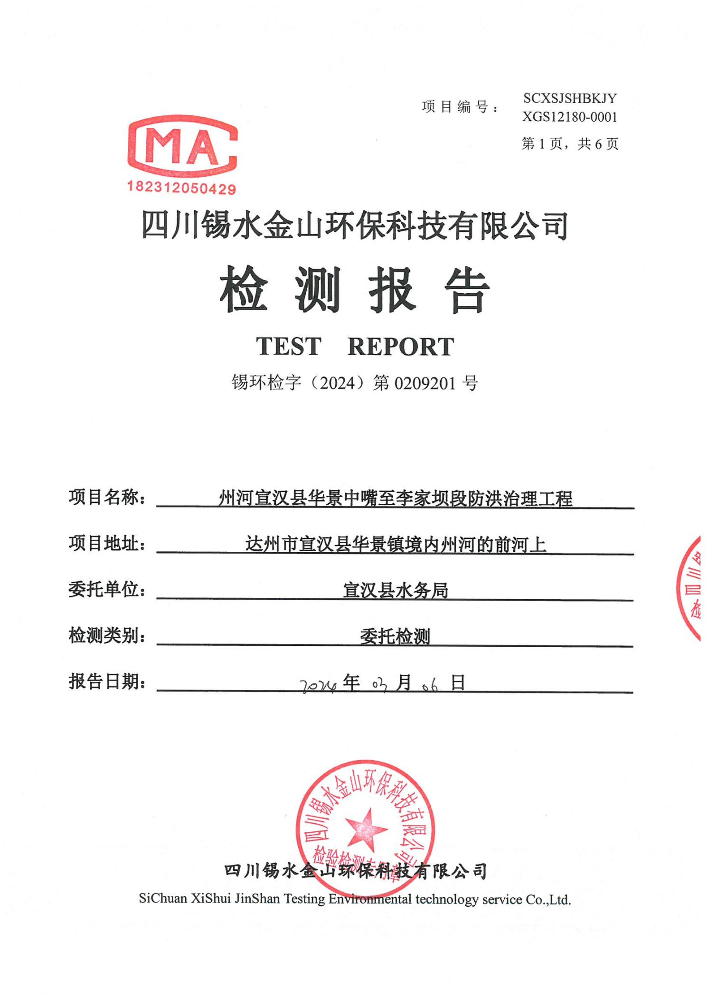 项目编号：
SCXSJSHBKJY
XGS12180-0001
第 1 页，共 6 页
MA
182312050429
四川锡水金山环保科技有限公司
检测报告
TEST REPORT
锡环检字（2024）第 0209201 号
项目名称： 州河宣汉县华景中嘴至李家坝段防洪治理工程
项目地址： 达州市宣汉县华景镇境内州河的前河上
委托单位： 宣汉县水务局
检测类别： 委托检测
报告日期： 2024 年 03 月 06 日
四川锡水金山环保科技有限公司
检验检测专用章
四川锡水金山环保科技有限公司
SiChuan XiShui JinShan Testing Environmental technology service Co.,Ltd.
四川
检